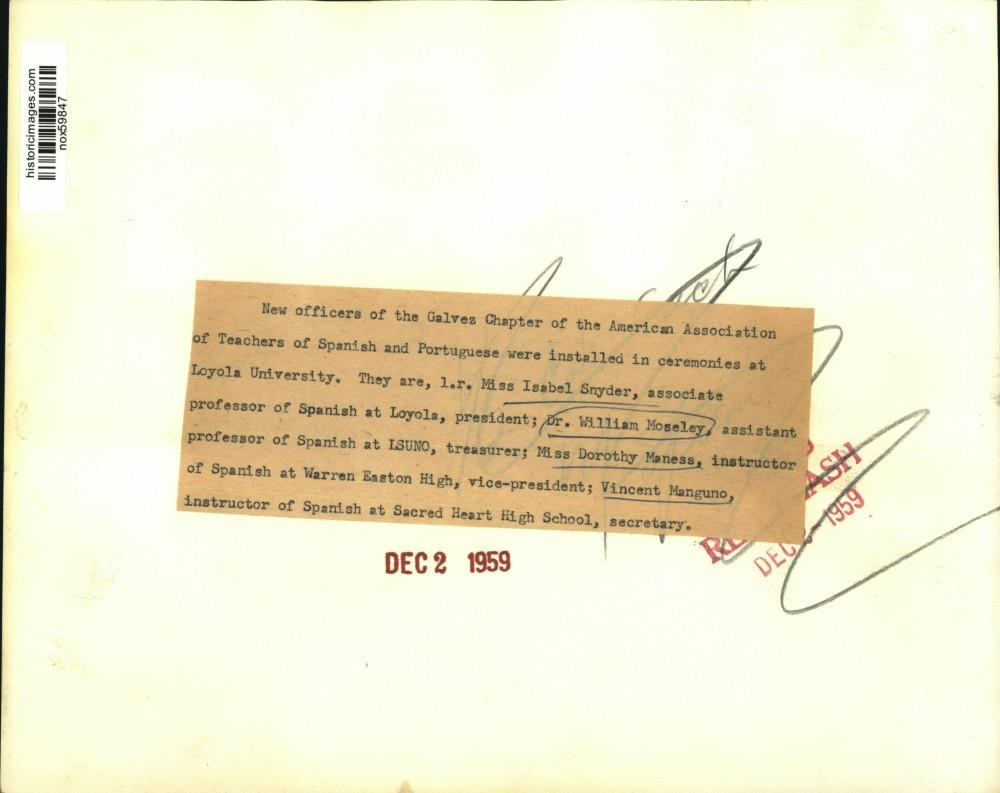 historicimages.com
nox59847
New officers of the Galvez Chapter of the American Association
of Teachers of Spanish and Portuguese were installed in ceremonies at
Loyola University. They are, l.r. Miss Isabel Snyder, associate
professor of Spanish at Loyola, president; Dr. William Moseley, assistant
professor of Spanish at LSUNO, treasurer; Miss Dorothy Maness, instructor
of Spanish at Warren Easton High, vice-president; Vincent Manguno,
instructor of Spanish at Sacred Heart High School, secretary.
DEC 2 1959
DEC 1959